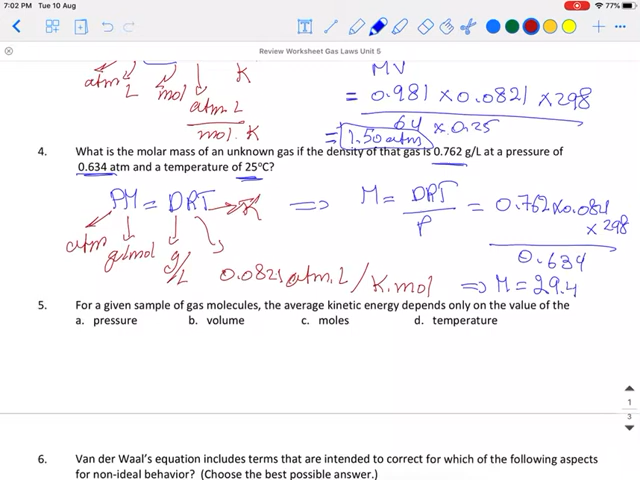 7:02 PM Tue 10 Aug 77%
Review Worksheet Gas Laws Unit 5
atm L mol K
atm.L
mol. K
MV
= 0.981 × 0.0821 × 298
64 × 0.25
= 1.50 atm
4. What is the molar mass of an unknown gas if the density of that gas is 0.762 g/L at a pressure of
0.634 atm and a temperature of 25°C?
PM = DRT → K ⇒ M = DRT / P = 0.762 × 0.081 × 298
0.634
atm g/mol g/L 0.0821 atm.L / K.mol ⇒ M = 29.4
5. For a given sample of gas molecules, the average kinetic energy depends only on the value of the
a. pressure b. volume c. moles d. temperature
1
3
6. Van der Waal's equation includes terms that are intended to correct for which of the following aspects
for non-ideal behavior? (Choose the best possible answer.)